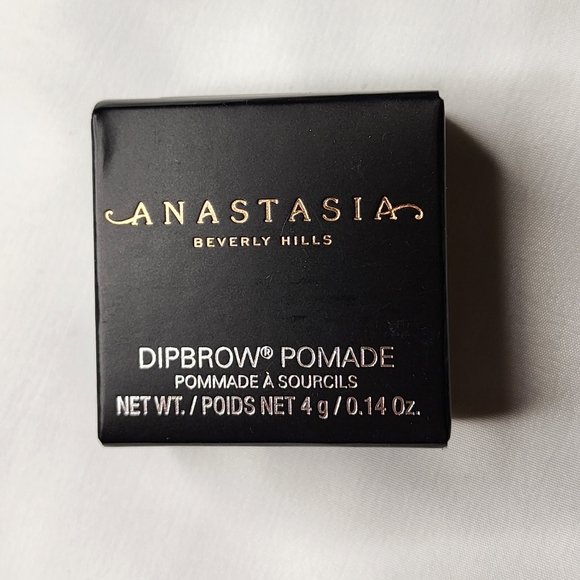 ANASTASIA
BEVERLY HILLS
DIPBROW® POMADE
POMMADE À SOURCILS
NET WT. / POIDS NET 4 g / 0.14 Oz.